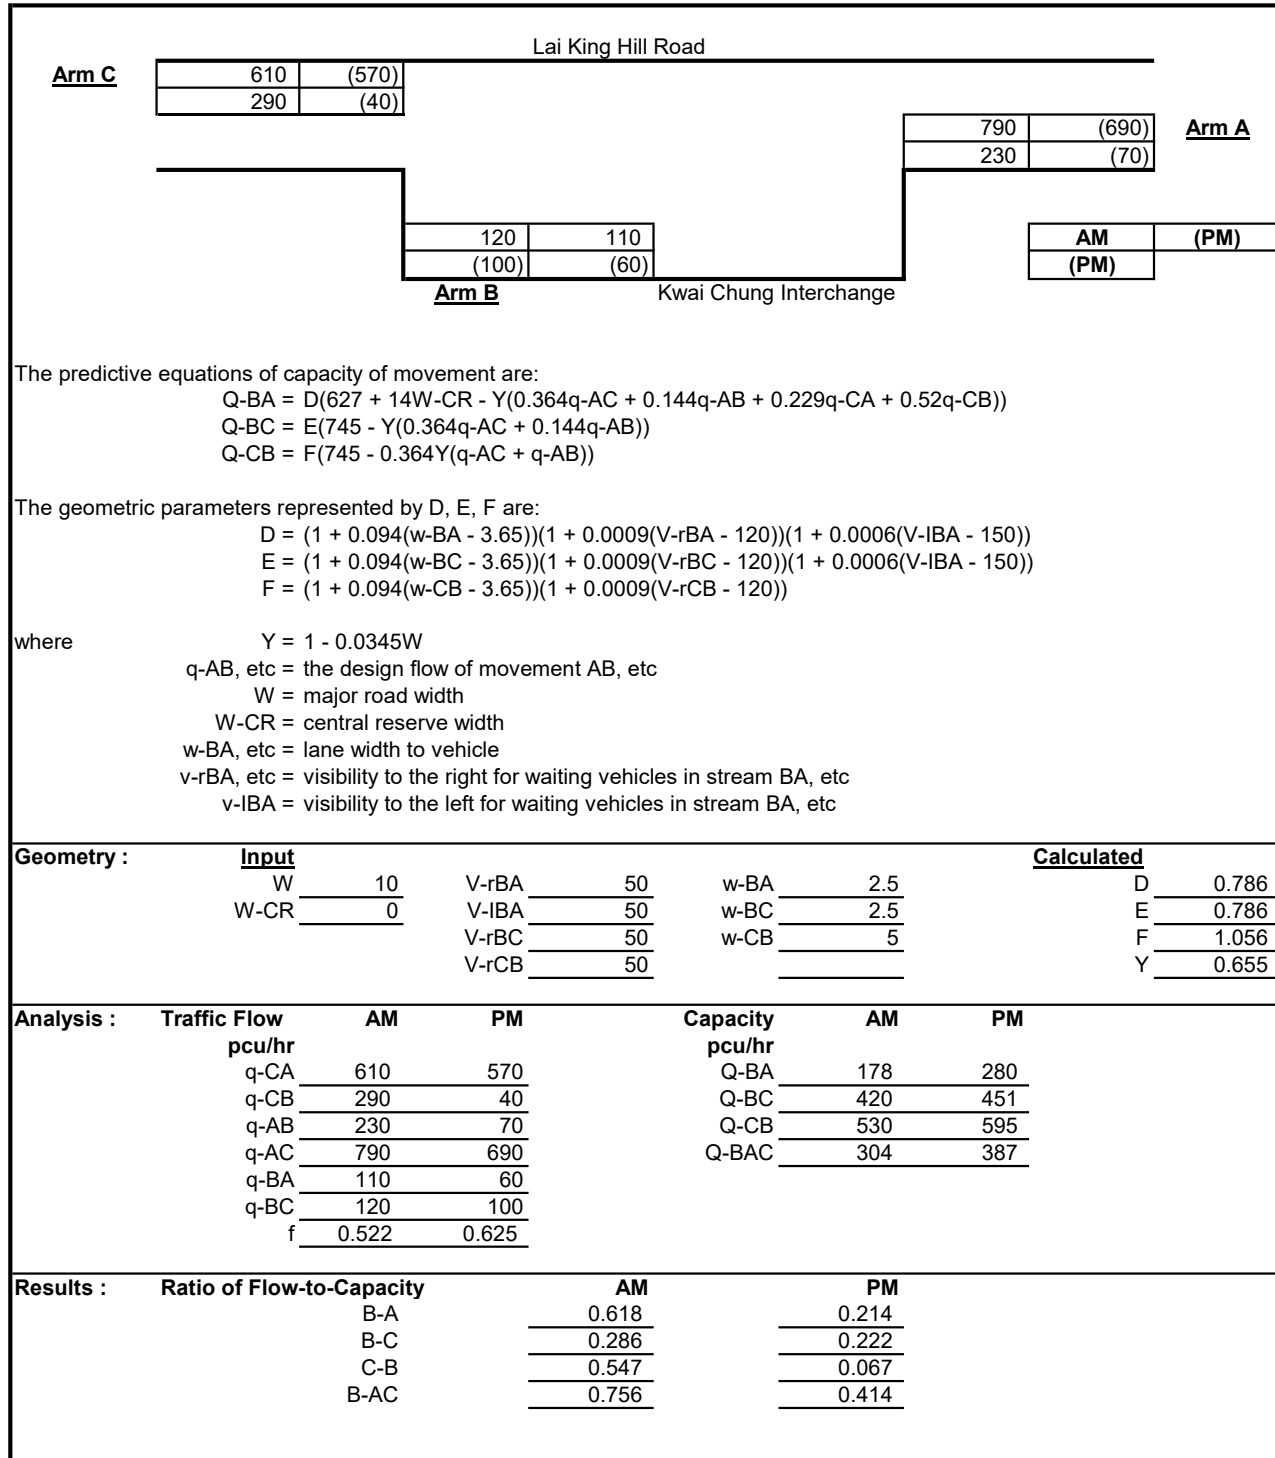 Lai King Hill Road
Arm C 610 (570)
290 (40)
790 (690) Arm A
230 (70)
120 110 AM (PM)
(100) (60) (PM)
Arm B Kwai Chung Interchange
The predictive equations of capacity of movement are:
Q-BA = D(627 + 14W-CR - Y(0.364q-AC + 0.144q-AB + 0.229q-CA + 0.52q-CB))
Q-BC = E(745 - Y(0.364q-AC + 0.144q-AB))
Q-CB = F(745 - 0.364Y(q-AC + q-AB))
The geometric parameters represented by D, E, F are:
D = (1 + 0.094(w-BA - 3.65))(1 + 0.0009(V-rBA - 120))(1 + 0.0006(V-IBA - 150))
E = (1 + 0.094(w-BC - 3.65))(1 + 0.0009(V-rBC - 120))(1 + 0.0006(V-IBA - 150))
F = (1 + 0.094(w-CB - 3.65))(1 + 0.0009(V-rCB - 120))
where Y = 1 - 0.0345W
q-AB, etc = the design flow of movement AB, etc
W = major road width
W-CR = central reserve width
w-BA, etc = lane width to vehicle
v-rBA, etc = visibility to the right for waiting vehicles in stream BA, etc
v-IBA = visibility to the left for waiting vehicles in stream BA, etc
Geometry : Input Calculated
W 10 V-rBA 50 w-BA 2.5 D 0.786
W-CR 0 V-IBA 50 w-BC 2.5 E 0.786
V-rBC 50 w-CB 5 F 1.056
V-rCB 50 Y 0.655
Analysis : Traffic Flow AM PM Capacity AM PM
pcu/hr pcu/hr
q-CA 610 570 Q-BA 178 280
q-CB 290 40 Q-BC 420 451
q-AB 230 70 Q-CB 530 595
q-AC 790 690 Q-BAC 304 387
q-BA 110 60
q-BC 120 100
f 0.522 0.625
Results : Ratio of Flow-to-Capacity AM PM
B-A 0.618 0.214
B-C 0.286 0.222
C-B 0.547 0.067
B-AC 0.756 0.414